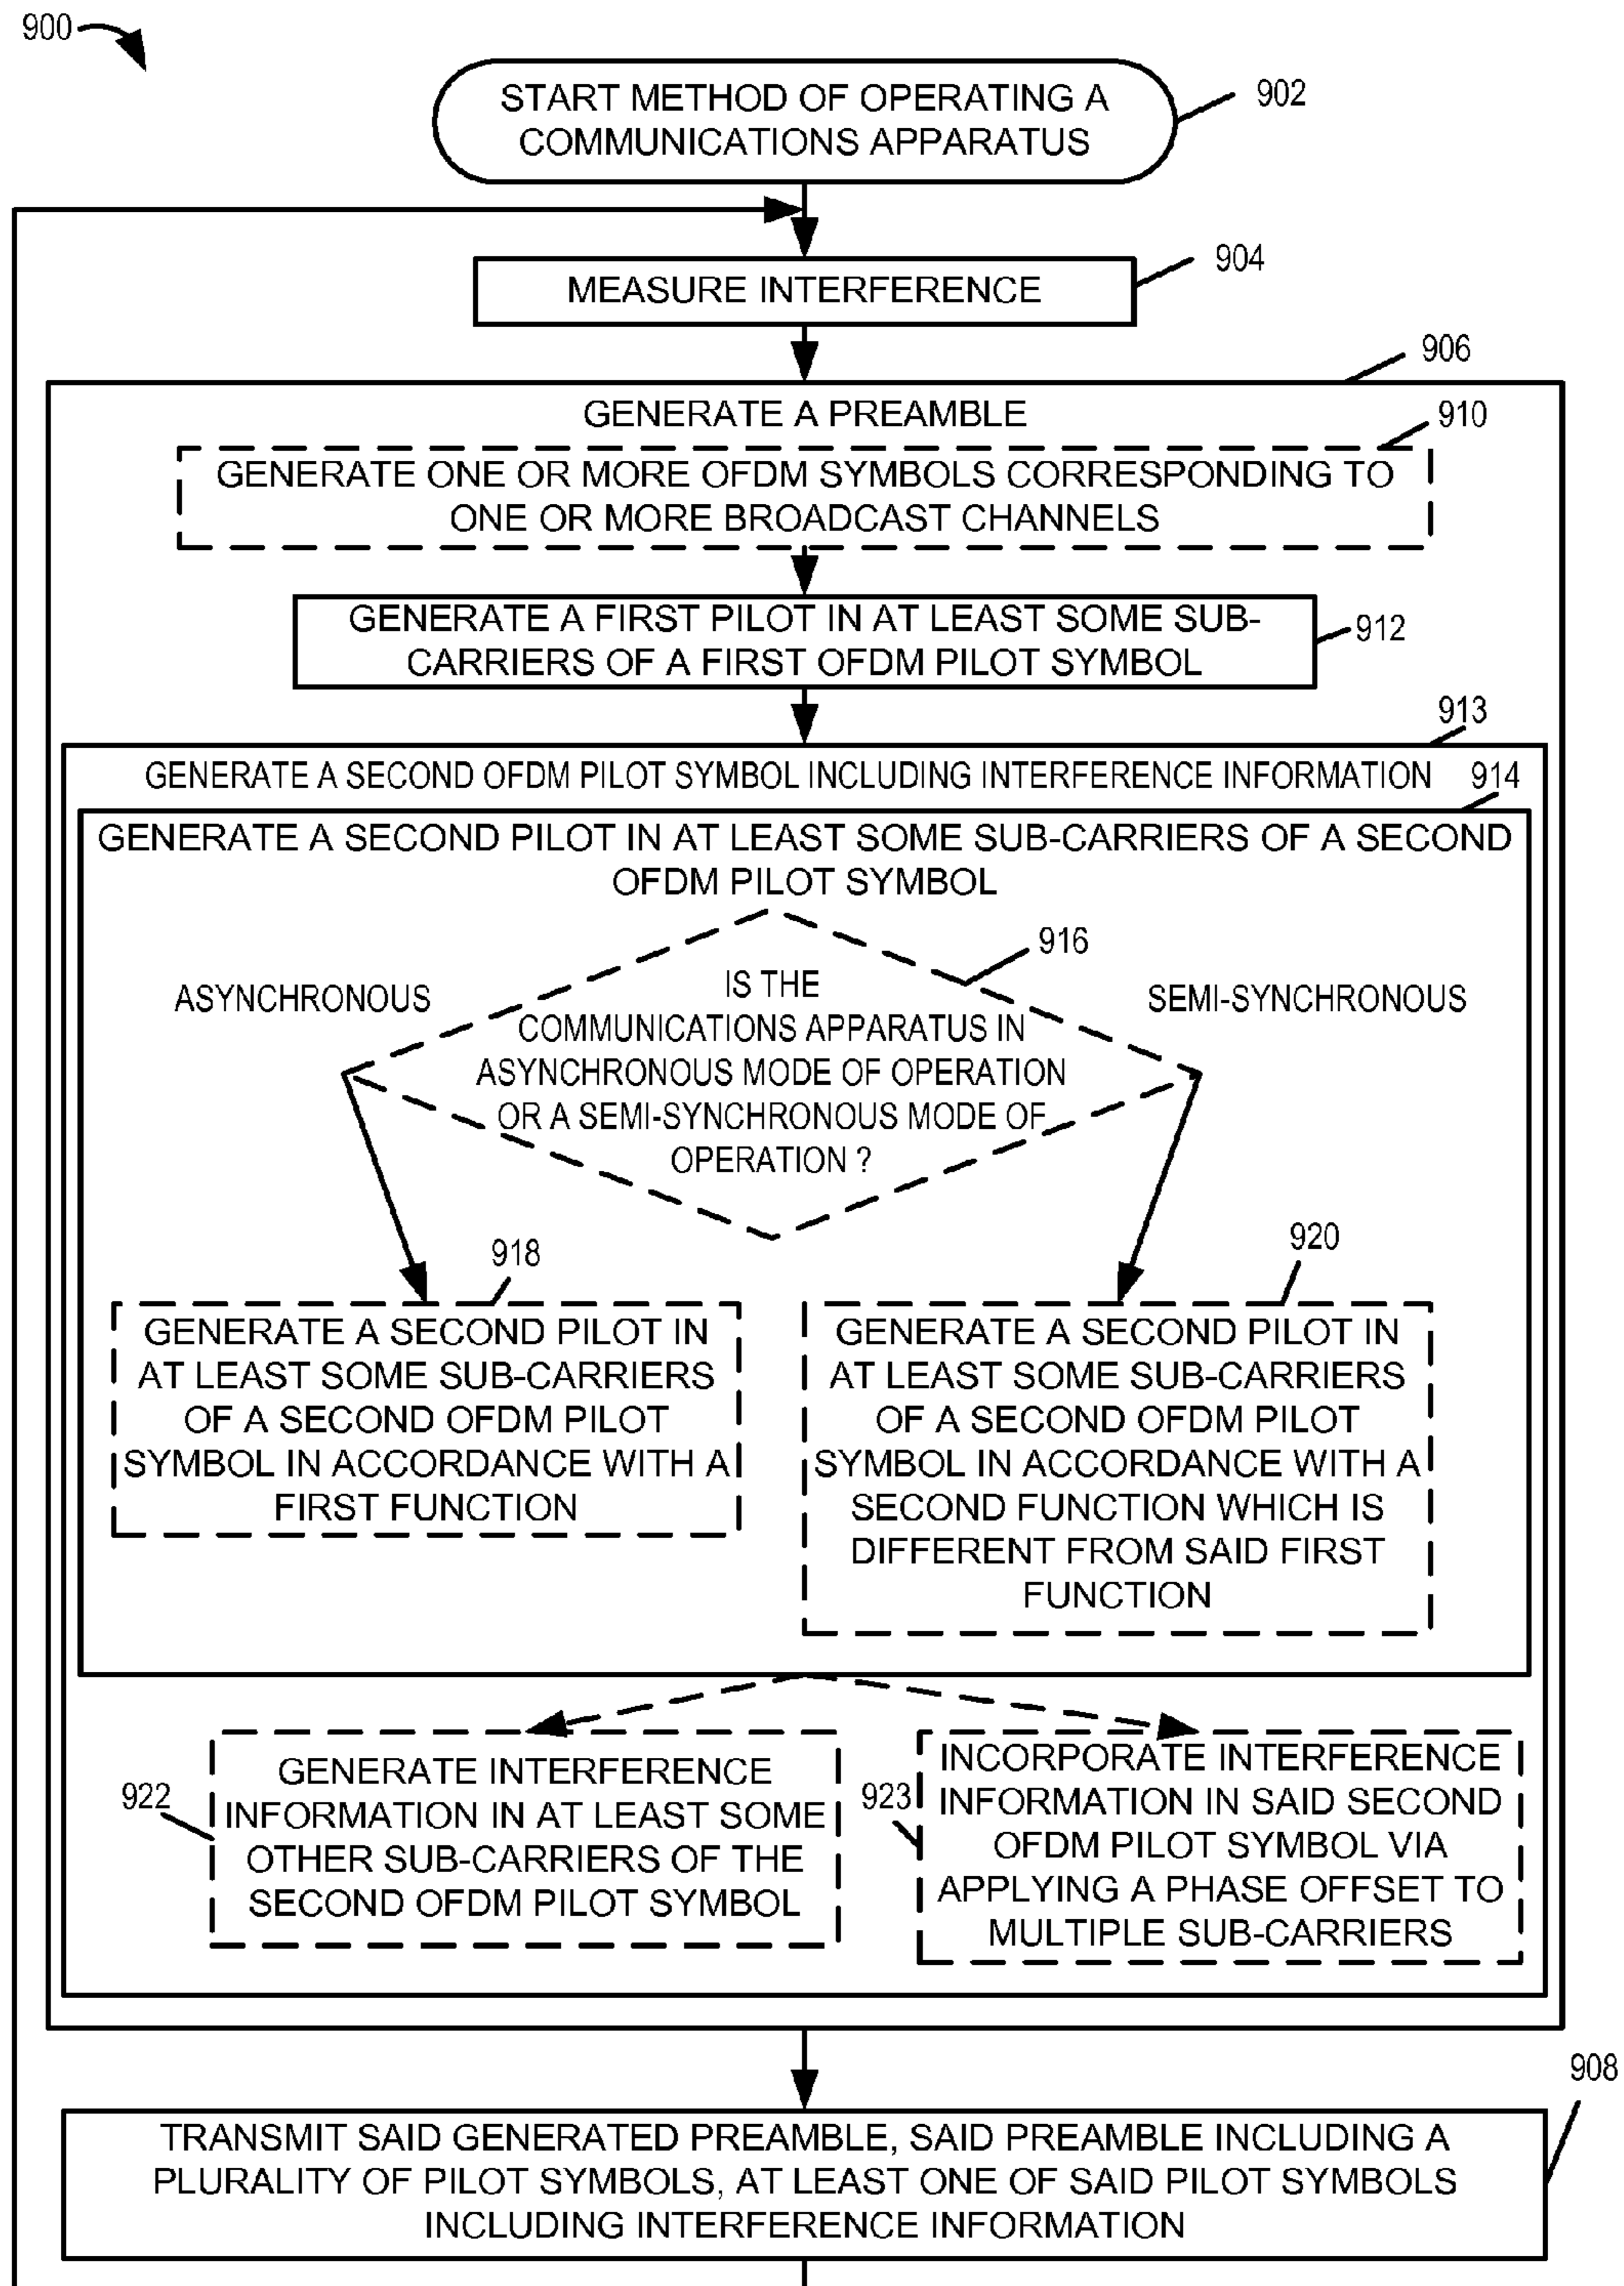 900
START METHOD OF OPERATING A
COMMUNICATIONS APPARATUS
902
MEASURE INTERFERENCE
904
906
GENERATE A PREAMBLE
910
GENERATE ONE OR MORE OFDM SYMBOLS CORRESPONDING TO
ONE OR MORE BROADCAST CHANNELS
GENERATE A FIRST PILOT IN AT LEAST SOME SUB-
CARRIERS OF A FIRST OFDM PILOT SYMBOL
912
913
GENERATE A SECOND OFDM PILOT SYMBOL INCLUDING INTERFERENCE INFORMATION
914
GENERATE A SECOND PILOT IN AT LEAST SOME SUB-CARRIERS OF A SECOND
OFDM PILOT SYMBOL
916
ASYNCHRONOUS
SEMI-SYNCHRONOUS
IS THE
COMMUNICATIONS APPARATUS IN
ASYNCHRONOUS MODE OF OPERATION
OR A SEMI-SYNCHRONOUS MODE OF
OPERATION ?
918
GENERATE A SECOND PILOT IN
AT LEAST SOME SUB-CARRIERS
OF A SECOND OFDM PILOT
SYMBOL IN ACCORDANCE WITH A
FIRST FUNCTION
920
GENERATE A SECOND PILOT IN
AT LEAST SOME SUB-CARRIERS
OF A SECOND OFDM PILOT
SYMBOL IN ACCORDANCE WITH A
SECOND FUNCTION WHICH IS
DIFFERENT FROM SAID FIRST
FUNCTION
922
GENERATE INTERFERENCE
INFORMATION IN AT LEAST SOME
OTHER SUB-CARRIERS OF THE
SECOND OFDM PILOT SYMBOL
923
INCORPORATE INTERFERENCE
INFORMATION IN SAID SECOND
OFDM PILOT SYMBOL VIA
APPLYING A PHASE OFFSET TO
MULTIPLE SUB-CARRIERS
908
TRANSMIT SAID GENERATED PREAMBLE, SAID PREAMBLE INCLUDING A
PLURALITY OF PILOT SYMBOLS, AT LEAST ONE OF SAID PILOT SYMBOLS
INCLUDING INTERFERENCE INFORMATION